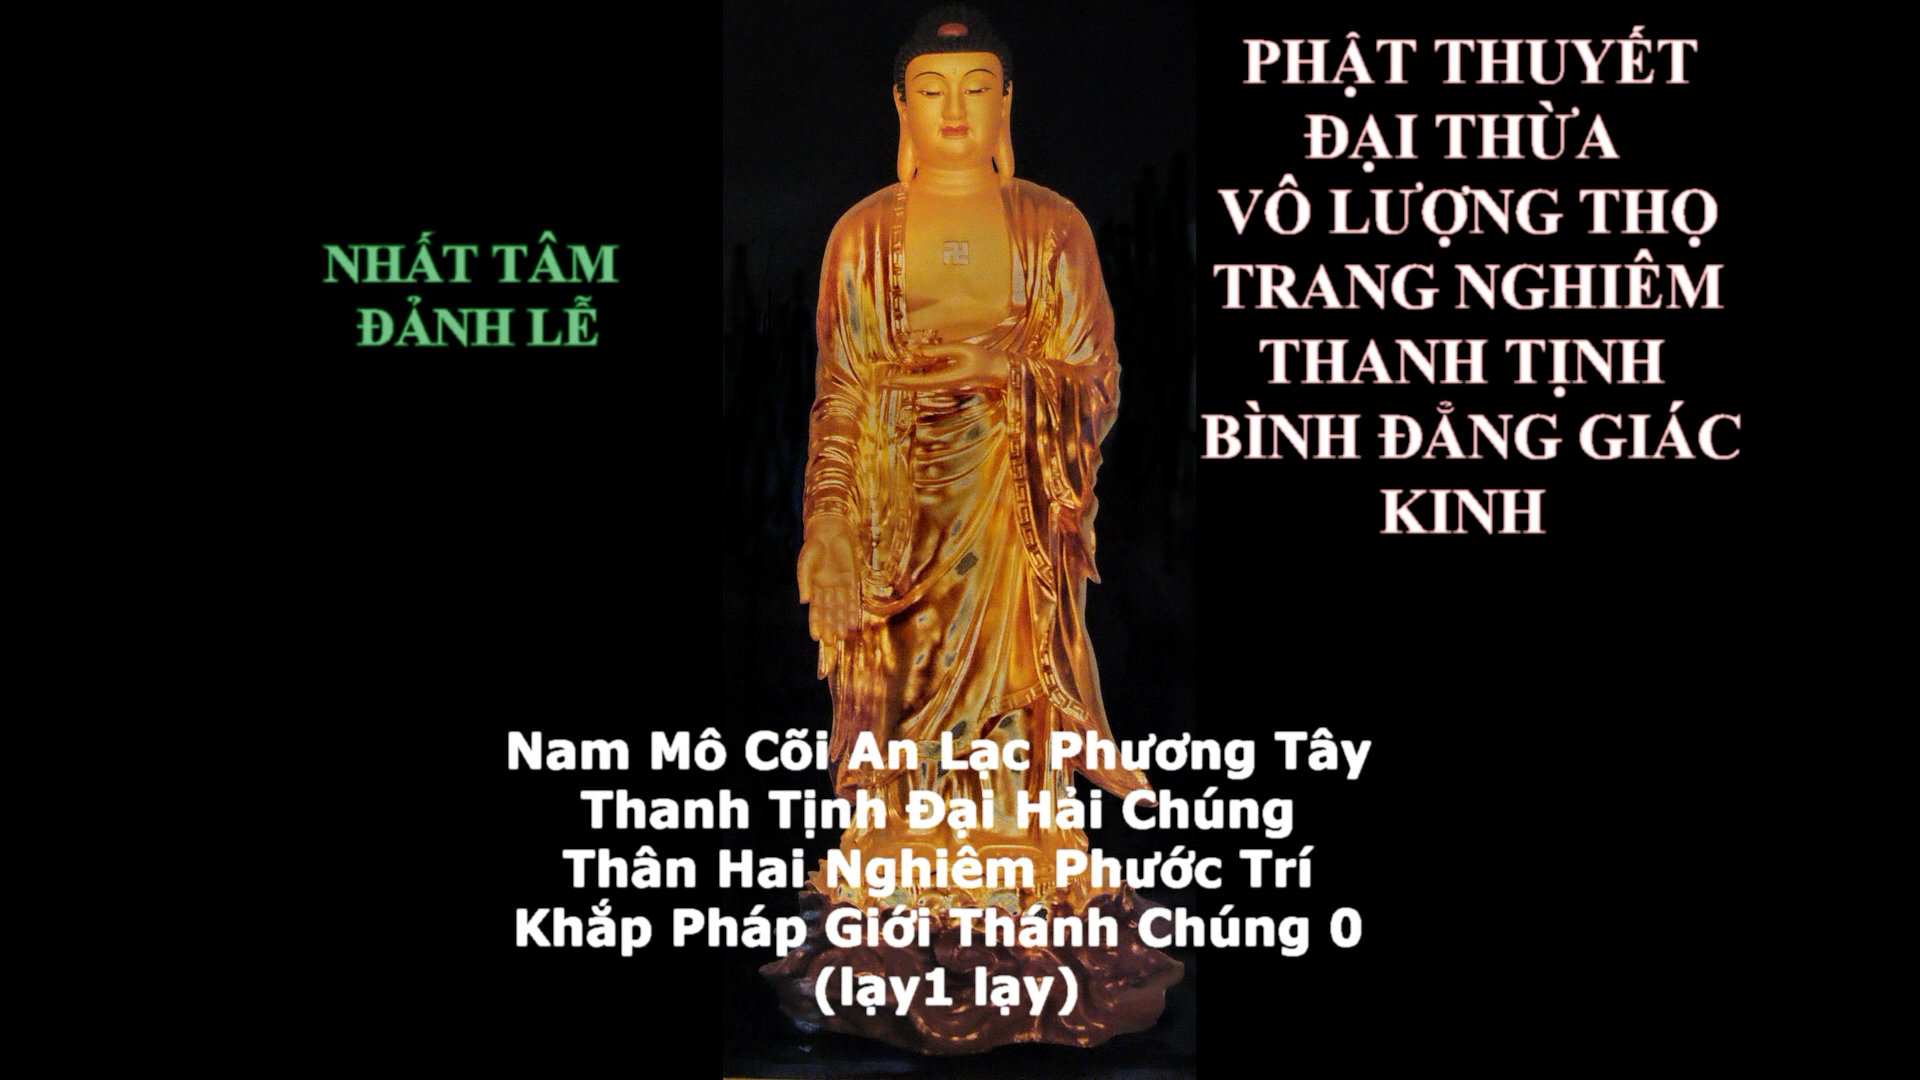 NHẤT TÂM
ĐẢNH LỄ
PHẬT THUYẾT
ĐẠI THỪA
VÔ LƯỢNG THỌ
TRANG NGHIÊM
THANH TỊNH
BÌNH ĐẲNG GIÁC
KINH
Nam Mô Cõi An Lạc Phương Tây
Thanh Tịnh Đại Hải Chúng
Thân Hai Nghiêm Phước Trí
Khắp Pháp Giới Thánh Chúng 0
(lạy1 lạy)